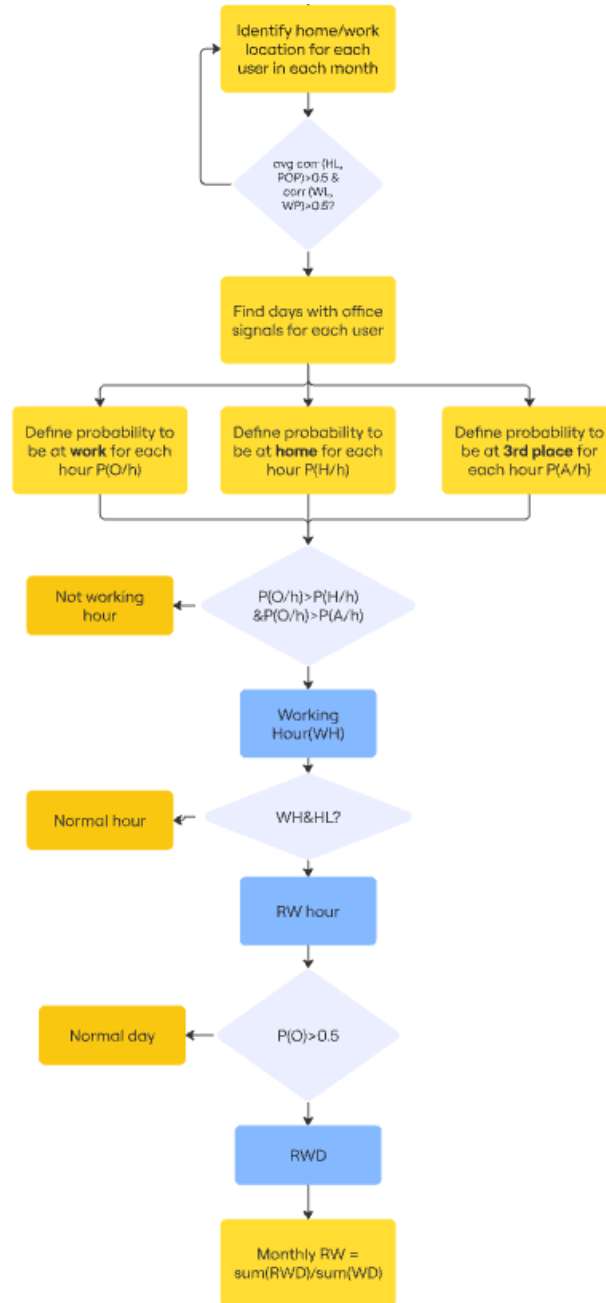 Identify home/work
location for each
user in each month
avg corr (HL,
POP)>0.5 &
corr (WL,
WP)>0.5?
Find days with office
signals for each user
Define probability to
be at work for each
hour P(O/h)
Define probability to
be at home for each
hour P(H/h)
Define probability to
be at 3rd place for
each hour P(A/h)
P(O/h)>P(H/h)
&P(O/h)>P(A/h)
Not working
hour
Working
Hour(WH)
WH&HL?
Normal hour
RW hour
P(O)>0.5
Normal day
RWD
Monthly RW =
sum(RWD)/sum(WD)